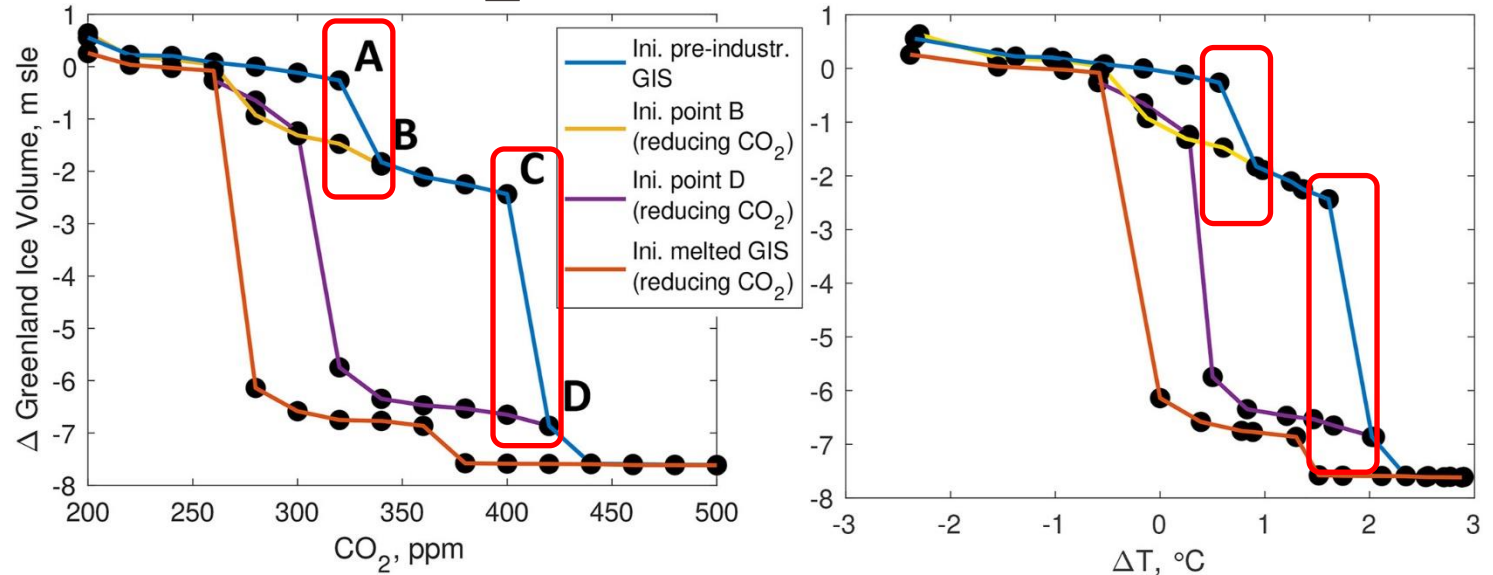 Δ Greenland Ice Volume, m sle
1
0
-1
-2
-3
-4
-5
-6
-7
-8
200
250
300
350
400
450
500
CO2, ppm
A
B
C
D
Ini. pre-industr.
GIS
Ini. point B
(reducing CO2)
Ini. point D
(reducing CO2)
Ini. melted GIS
(reducing CO2)
1
0
-1
-2
-3
-4
-5
-6
-7
-8
-3
-2
-1
0
1
2
3
ΔT, °C